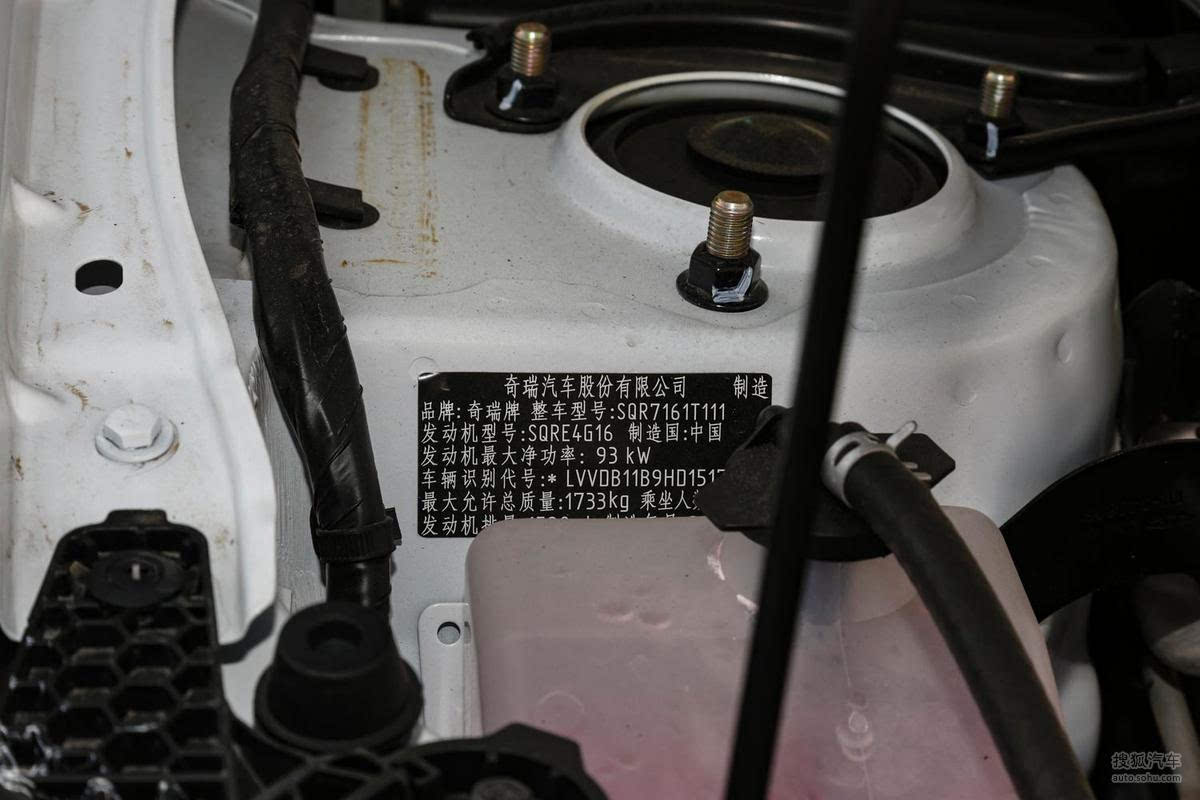 奇瑞汽车股份有限公司 制造
品牌:奇瑞牌 整车型号:SQR7161T111
发动机型号:SQRE4G16 制造国:中国
发动机最大净功率: 93 kW
车辆识别代号:* LVVDB11B9HD151
最大允许总质量:1733kg 乘坐人
发动机排量
搜狐汽车
auto.sohu.com